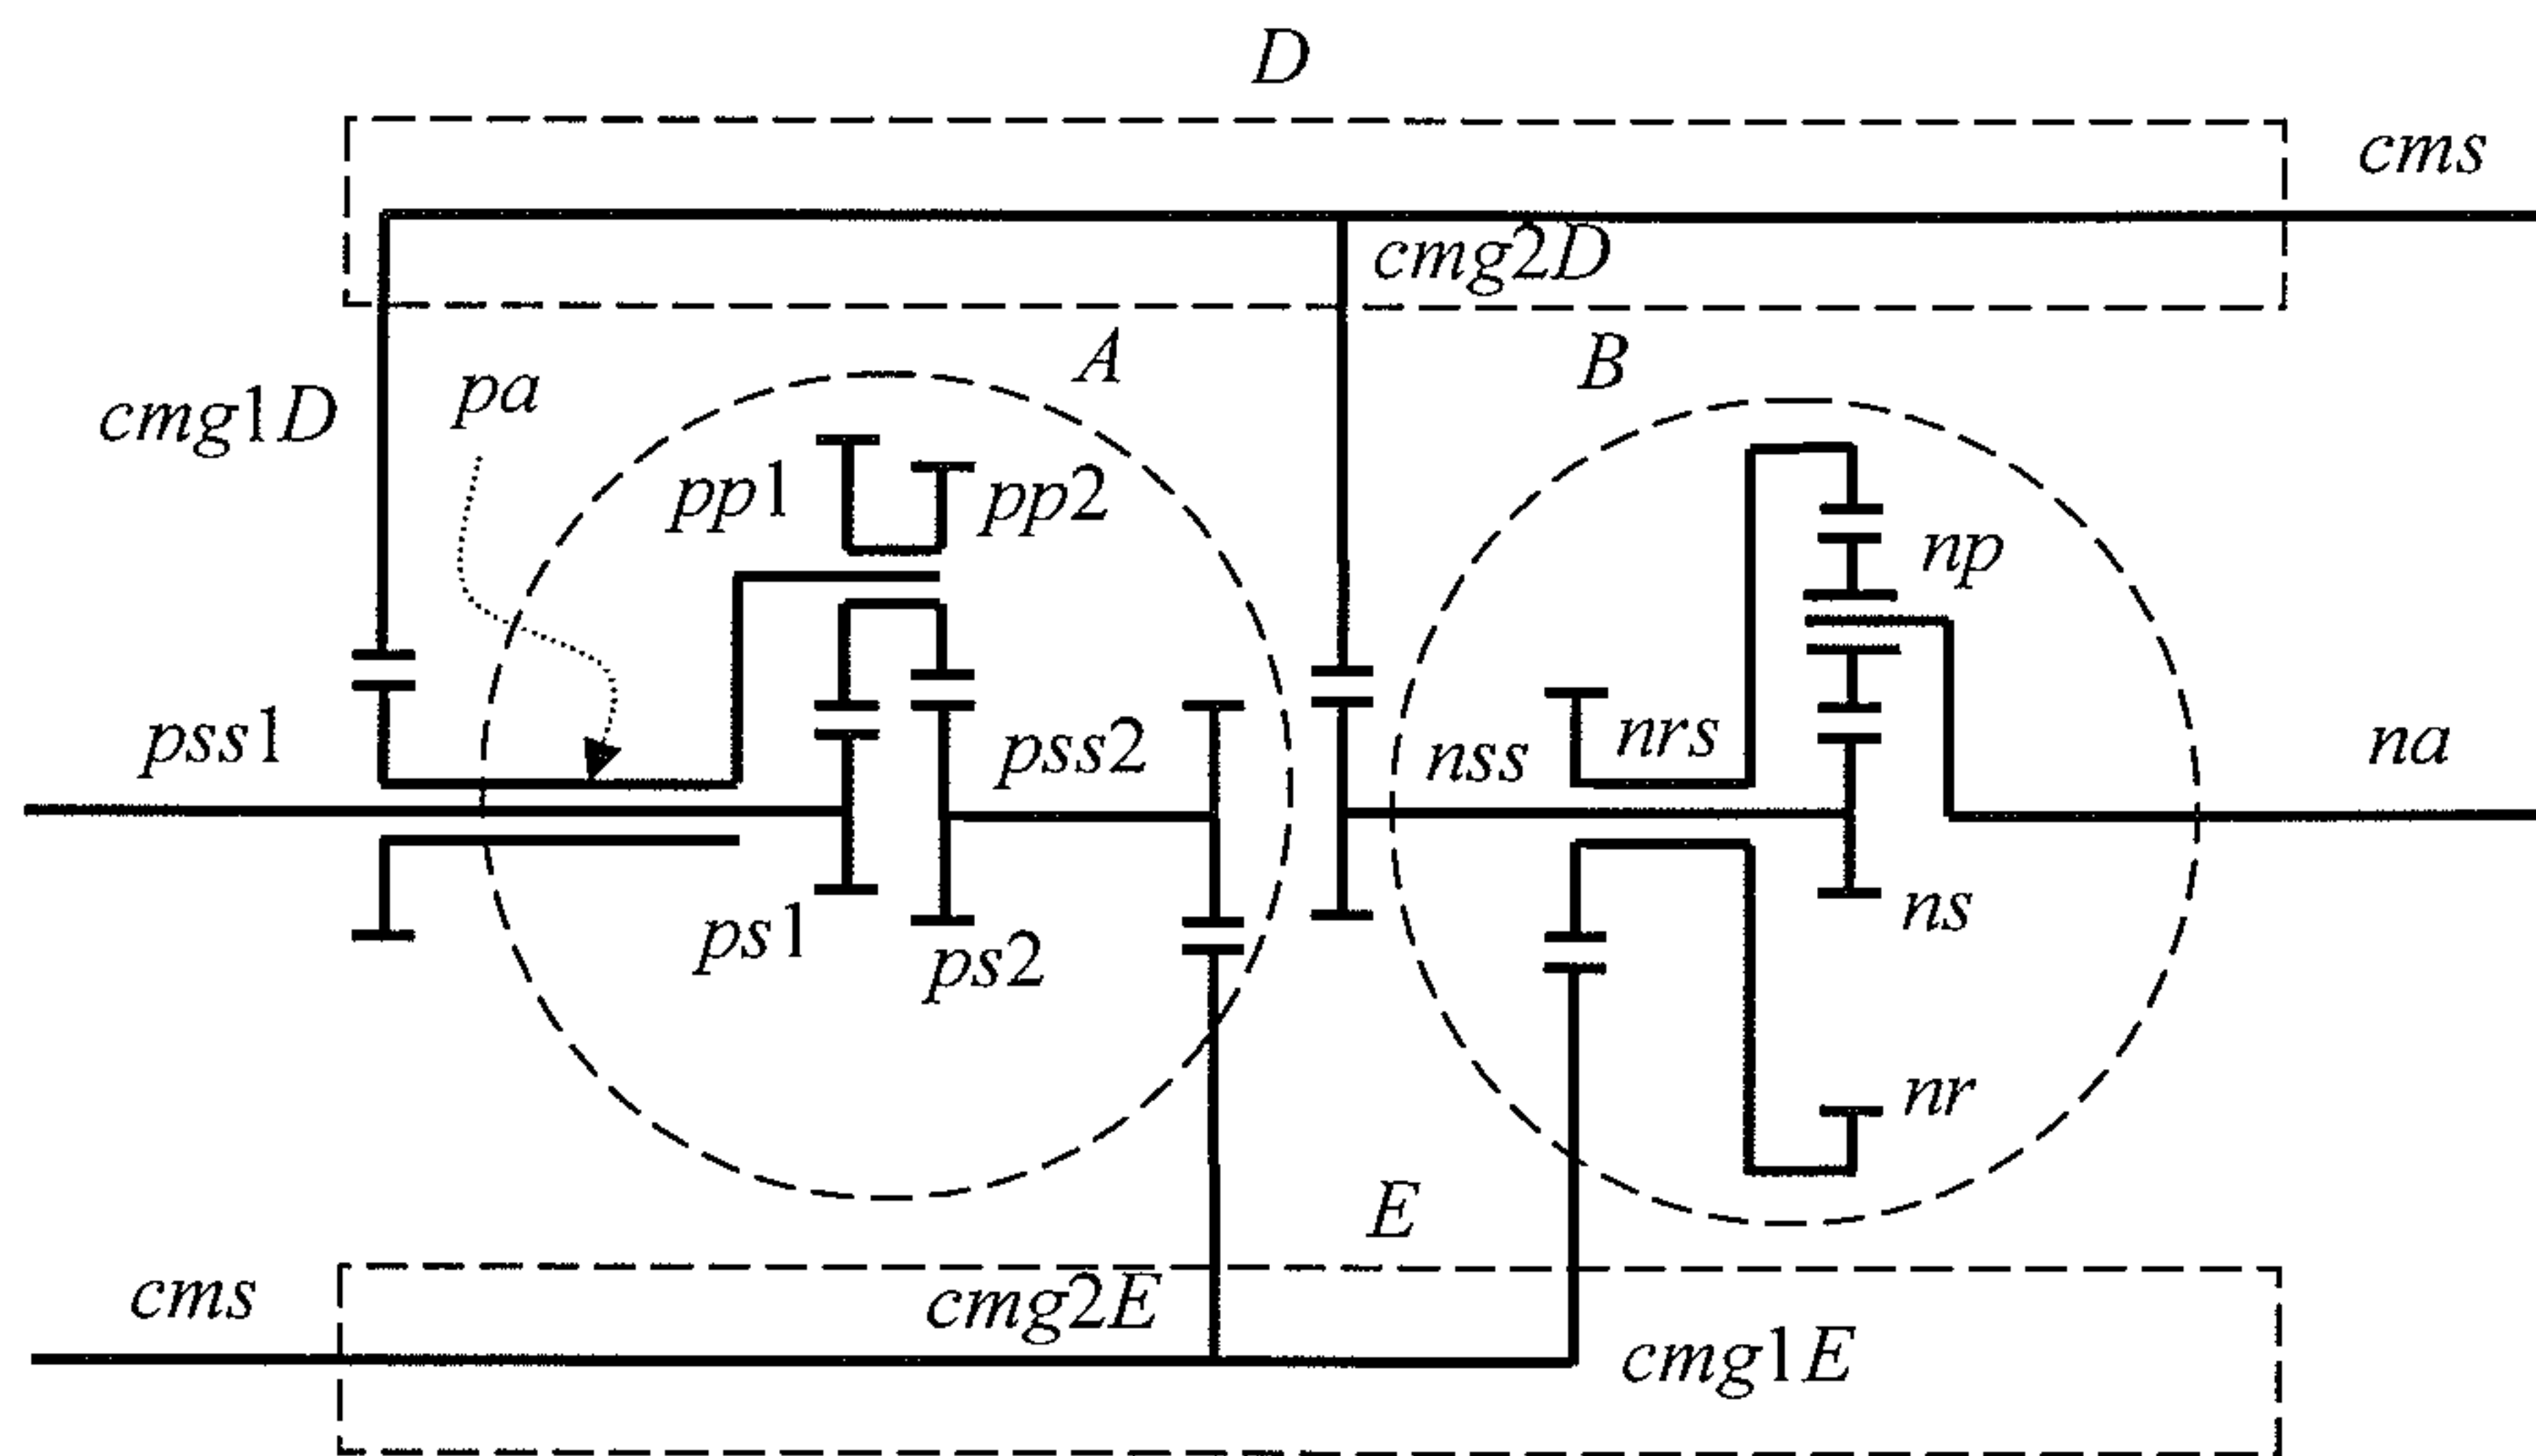 D
cms
cmg2D
A
B
pa
cmg1D
pp1
pp2
np
pss1
pss2
nss
nrs
na
ps1
ps2
ns
nr
E
cms
cmg2E
cmg1E